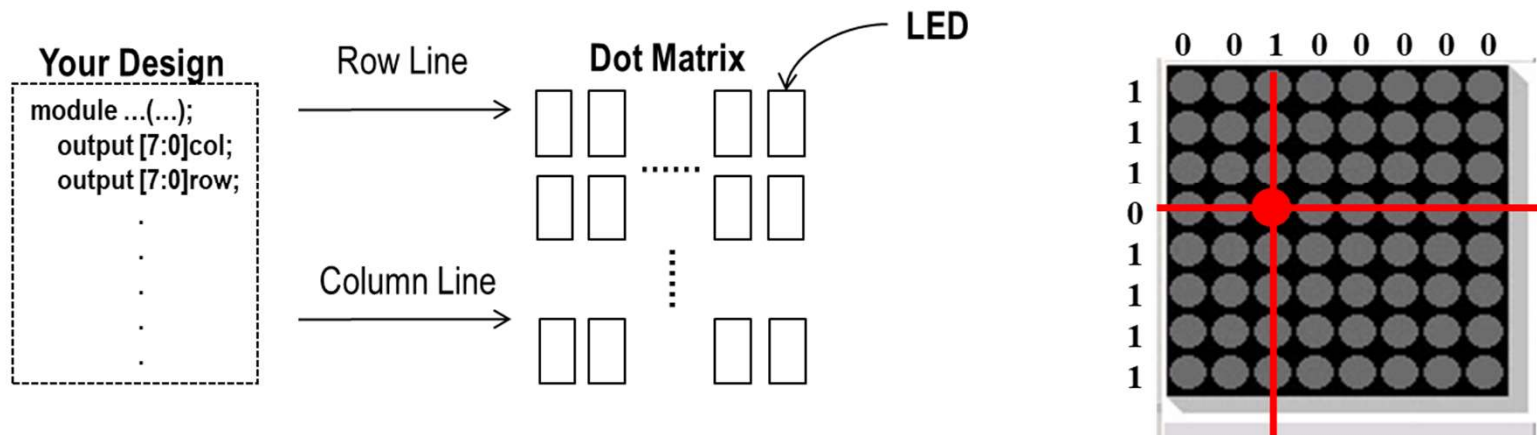 Your Design
module ...(...);
output [7:0]col;
output [7:0]row;
.
.
.
.
.
Row Line
Column Line
Dot Matrix
LED
0 0 1 0 0 0 0 0
1
1
1
0
1
1
1
1